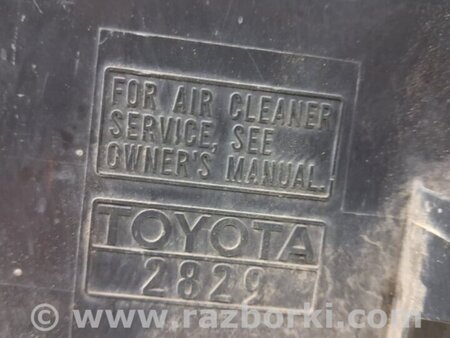 FOR AIR CLEANER
SERVICE, SEE
OWNER'S MANUAL.
TOYOTA
2829
© www.razborki.com